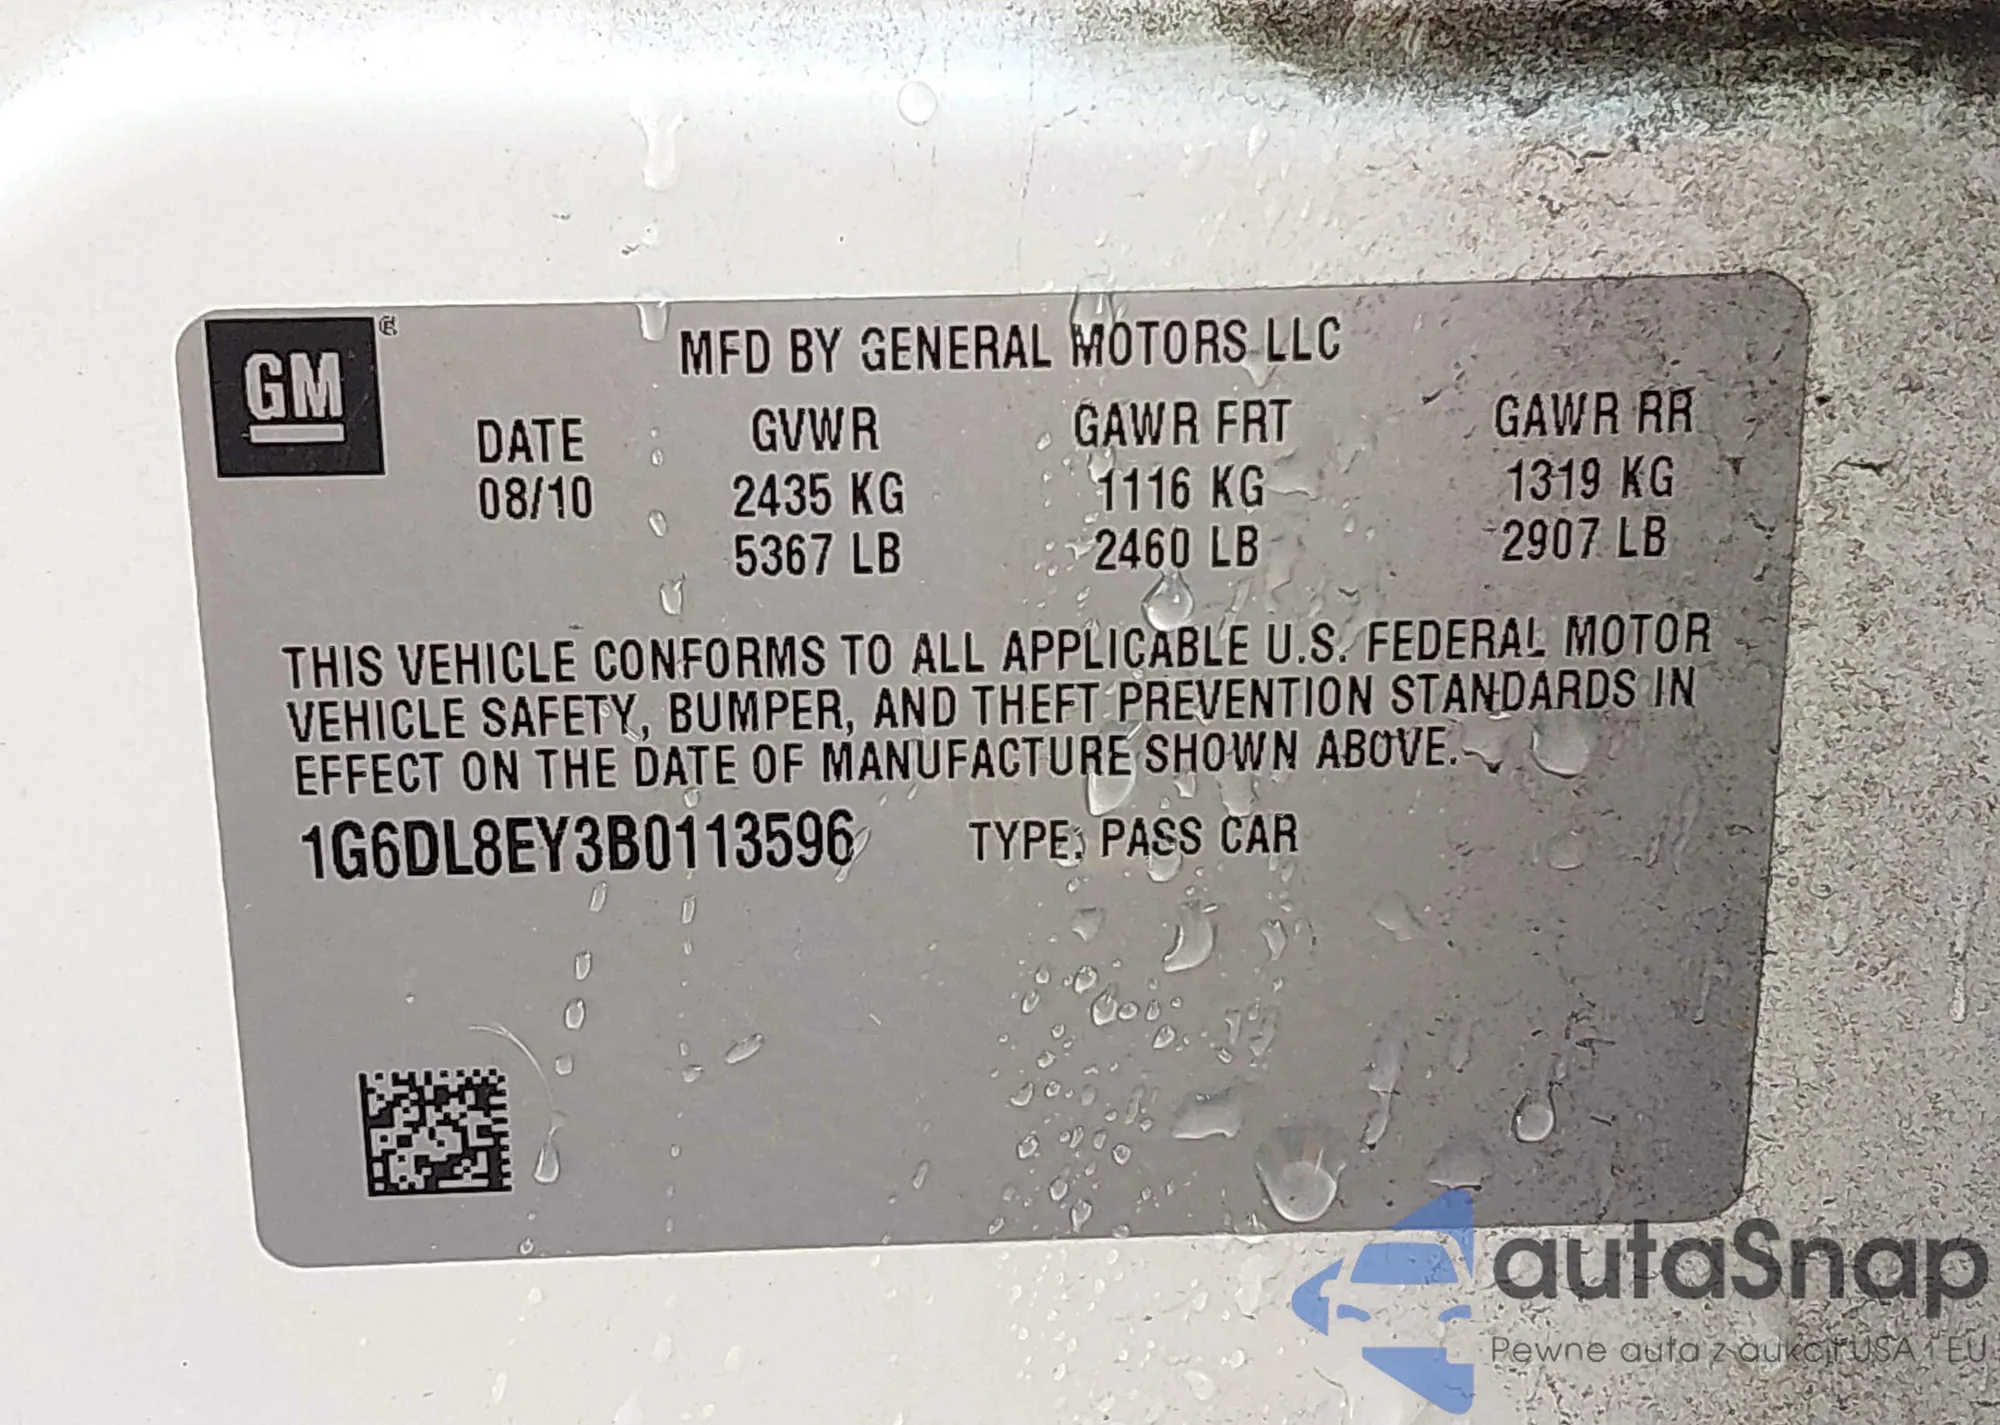 GM ®
MFD BY GENERAL MOTORS LLC
DATE GVWR GAWR FRT GAWR RR
08/10 2435 KG 1116 KG 1319 KG
5367 LB 2460 LB 2907 LB
THIS VEHICLE CONFORMS TO ALL APPLICABLE U.S. FEDERAL MOTOR
VEHICLE SAFETY, BUMPER, AND THEFT PREVENTION STANDARDS IN
EFFECT ON THE DATE OF MANUFACTURE SHOWN ABOVE.
1G6DL8EY3B0113596 TYPE: PASS CAR
autaSnap
Pewne auta z aukcji USA i EU